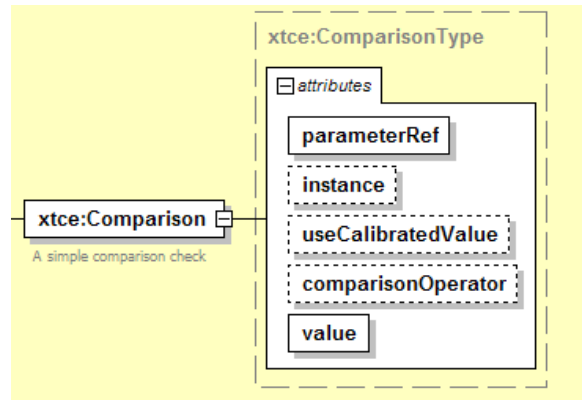 xtce:ComparisonType
attributes
parameterRef
instance
useCalibratedValue
comparisonOperator
value
xtce:Comparison
A simple comparison check